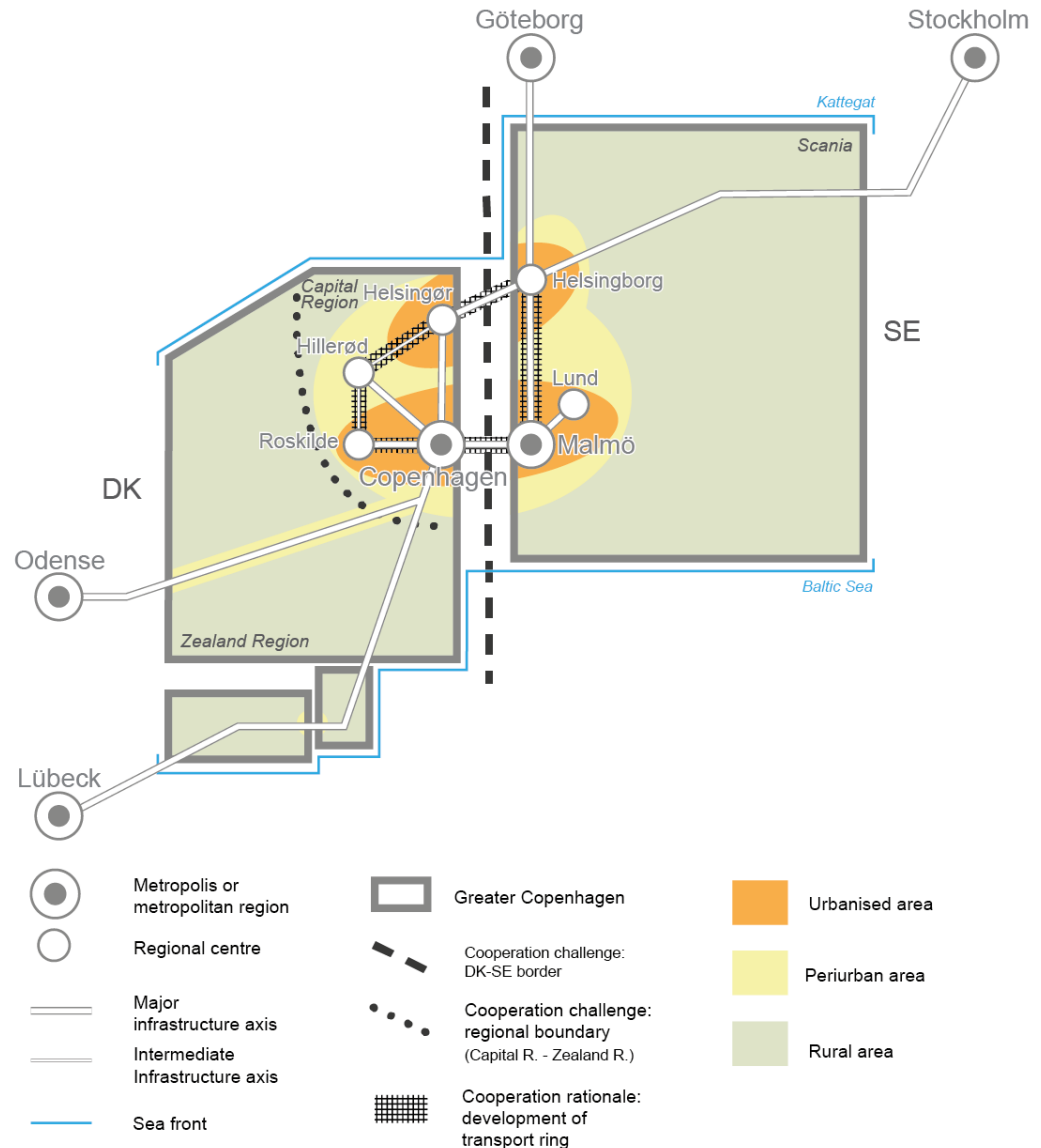 Göteborg
Stockholm
Kattegat
Scania
Capital
Region
Helsingør
Helsingborg
Hillerød
SE
Lund
Roskilde
Malmö
Copenhagen
DK
Odense
Baltic Sea
Zealand Region
Lübeck
Metropolis or
metropolitan region
Regional centre
Major
infrastructure axis
Intermediate
Infrastructure axis
Sea front
Greater Copenhagen
Cooperation challenge:
DK-SE border
Cooperation challenge:
regional boundary
(Capital R. - Zealand R.)
Cooperation rationale:
development of
transport ring
Urbanised area
Periurban area
Rural area